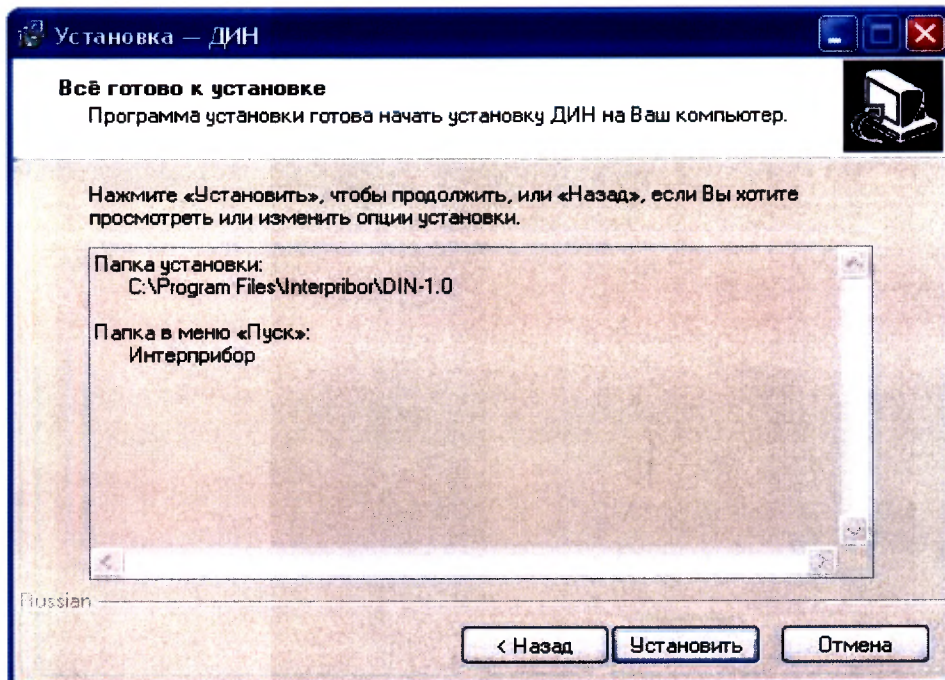 Установка — ДИН
Всё готово к установке
Программа установки готова начать установку ДИН на Ваш компьютер.
Нажмите «Установить», чтобы продолжить, или «Назад», если Вы хотите
просмотреть или изменить опции установки.
Папка установки:
C:\Program Files\Interpribor\DIN-1.0
Папка в меню «Пуск»:
Интерприбор
Russian
< Назад
Установить
Отмена